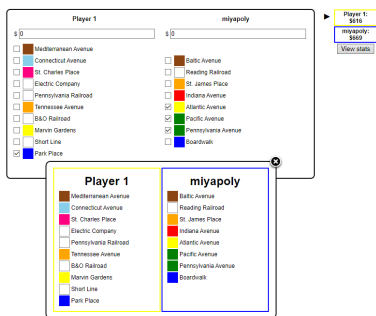 Player 1
miyapoly
$ 0
$ 0
Mediterranean Avenue
Connecticut Avenue
St. Charles Place
Electric Company
Pennsylvania Railroad
Tennessee Avenue
B&O Railroad
Marvin Gardens
Short Line
Park Place
Baltic Avenue
Reading Railroad
St. James Place
Indiana Avenue
Atlantic Avenue
Pacific Avenue
Pennsylvania Avenue
Boardwalk
Player 1:
$616
miyapoly:
$669
View stats
Player 1
Mediterranean Avenue
Connecticut Avenue
St. Charles Place
Electric Company
Pennsylvania Railroad
Tennessee Avenue
B&O Railroad
Marvin Gardens
Short Line
Park Place
miyapoly
Baltic Avenue
Reading Railroad
St. James Place
Indiana Avenue
Atlantic Avenue
Pacific Avenue
Pennsylvania Avenue
Boardwalk